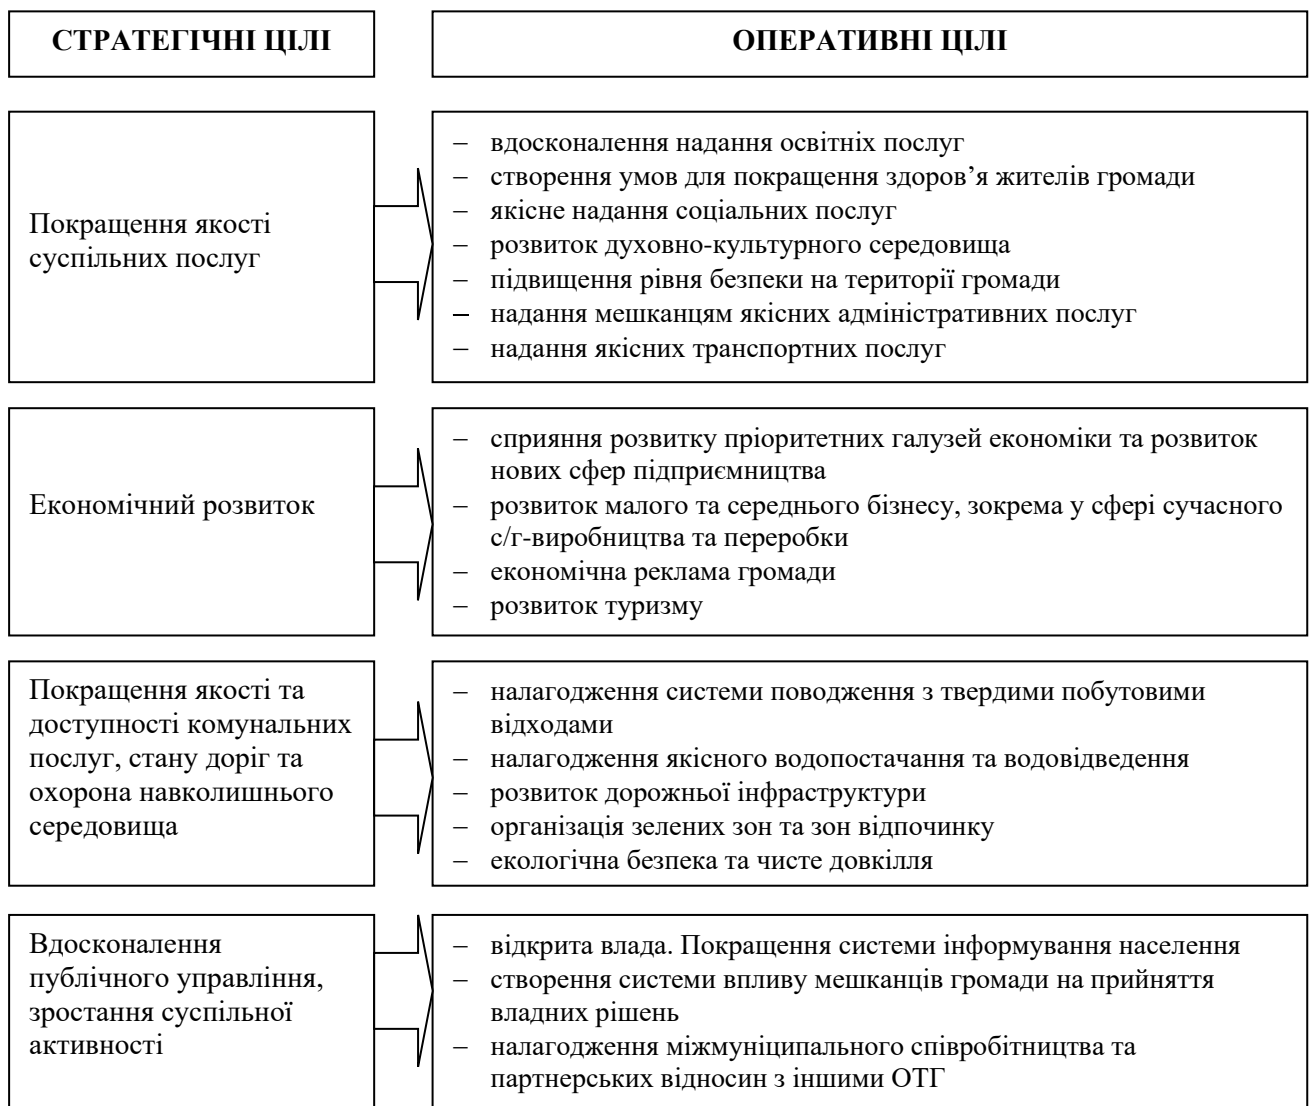 СТРАТЕГІЧНІ ЦІЛІ
ОПЕРАТИВНІ ЦІЛІ
Покращення якості
суспільних послуг
– вдосконалення надання освітніх послуг
– створення умов для покращення здоров’я жителів громади
– якісне надання соціальних послуг
– розвиток духовно-культурного середовища
– підвищення рівня безпеки на території громади
– надання мешканцям якісних адміністративних послуг
– надання якісних транспортних послуг
Економічний розвиток
– сприяння розвитку пріоритетних галузей економіки та розвиток
нових сфер підприємництва
– розвиток малого та середнього бізнесу, зокрема у сфері сучасного
с/г-виробництва та переробки
– економічна реклама громади
– розвиток туризму
Покращення якості та
доступності комунальних
послуг, стану доріг та
охорона навколишнього
середовища
– налагодження системи поводження з твердими побутовими
відходами
– налагодження якісного водопостачання та водовідведення
– розвиток дорожньої інфраструктури
– організація зелених зон та зон відпочинку
– екологічна безпека та чисте довкілля
Вдосконалення
публічного управління,
зростання суспільної
активності
– відкрита влада. Покращення системи інформування населення
– створення системи впливу мешканців громади на прийняття
владних рішень
– налагодження міжмуніципального співробітництва та
партнерських відносин з іншими ОТГ